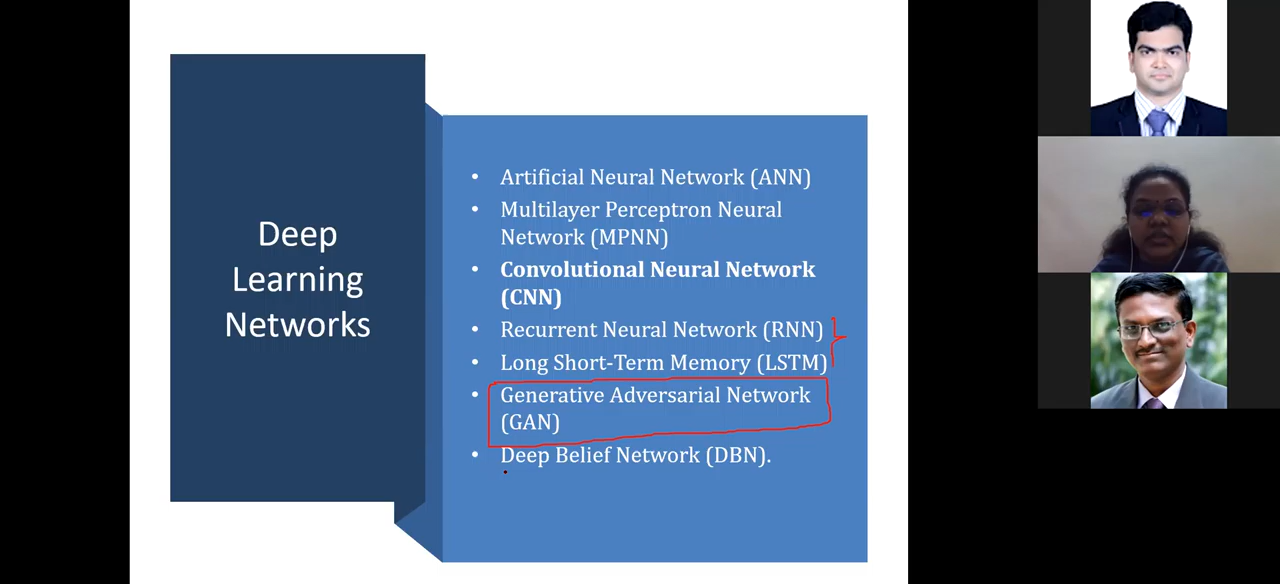 Deep
Learning
Networks
• Artificial Neural Network (ANN)
• Multilayer Perceptron Neural
Network (MPNN)
• Convolutional Neural Network
(CNN)
• Recurrent Neural Network (RNN)
• Long Short-Term Memory (LSTM)
• Generative Adversarial Network
(GAN)
• Deep Belief Network (DBN).